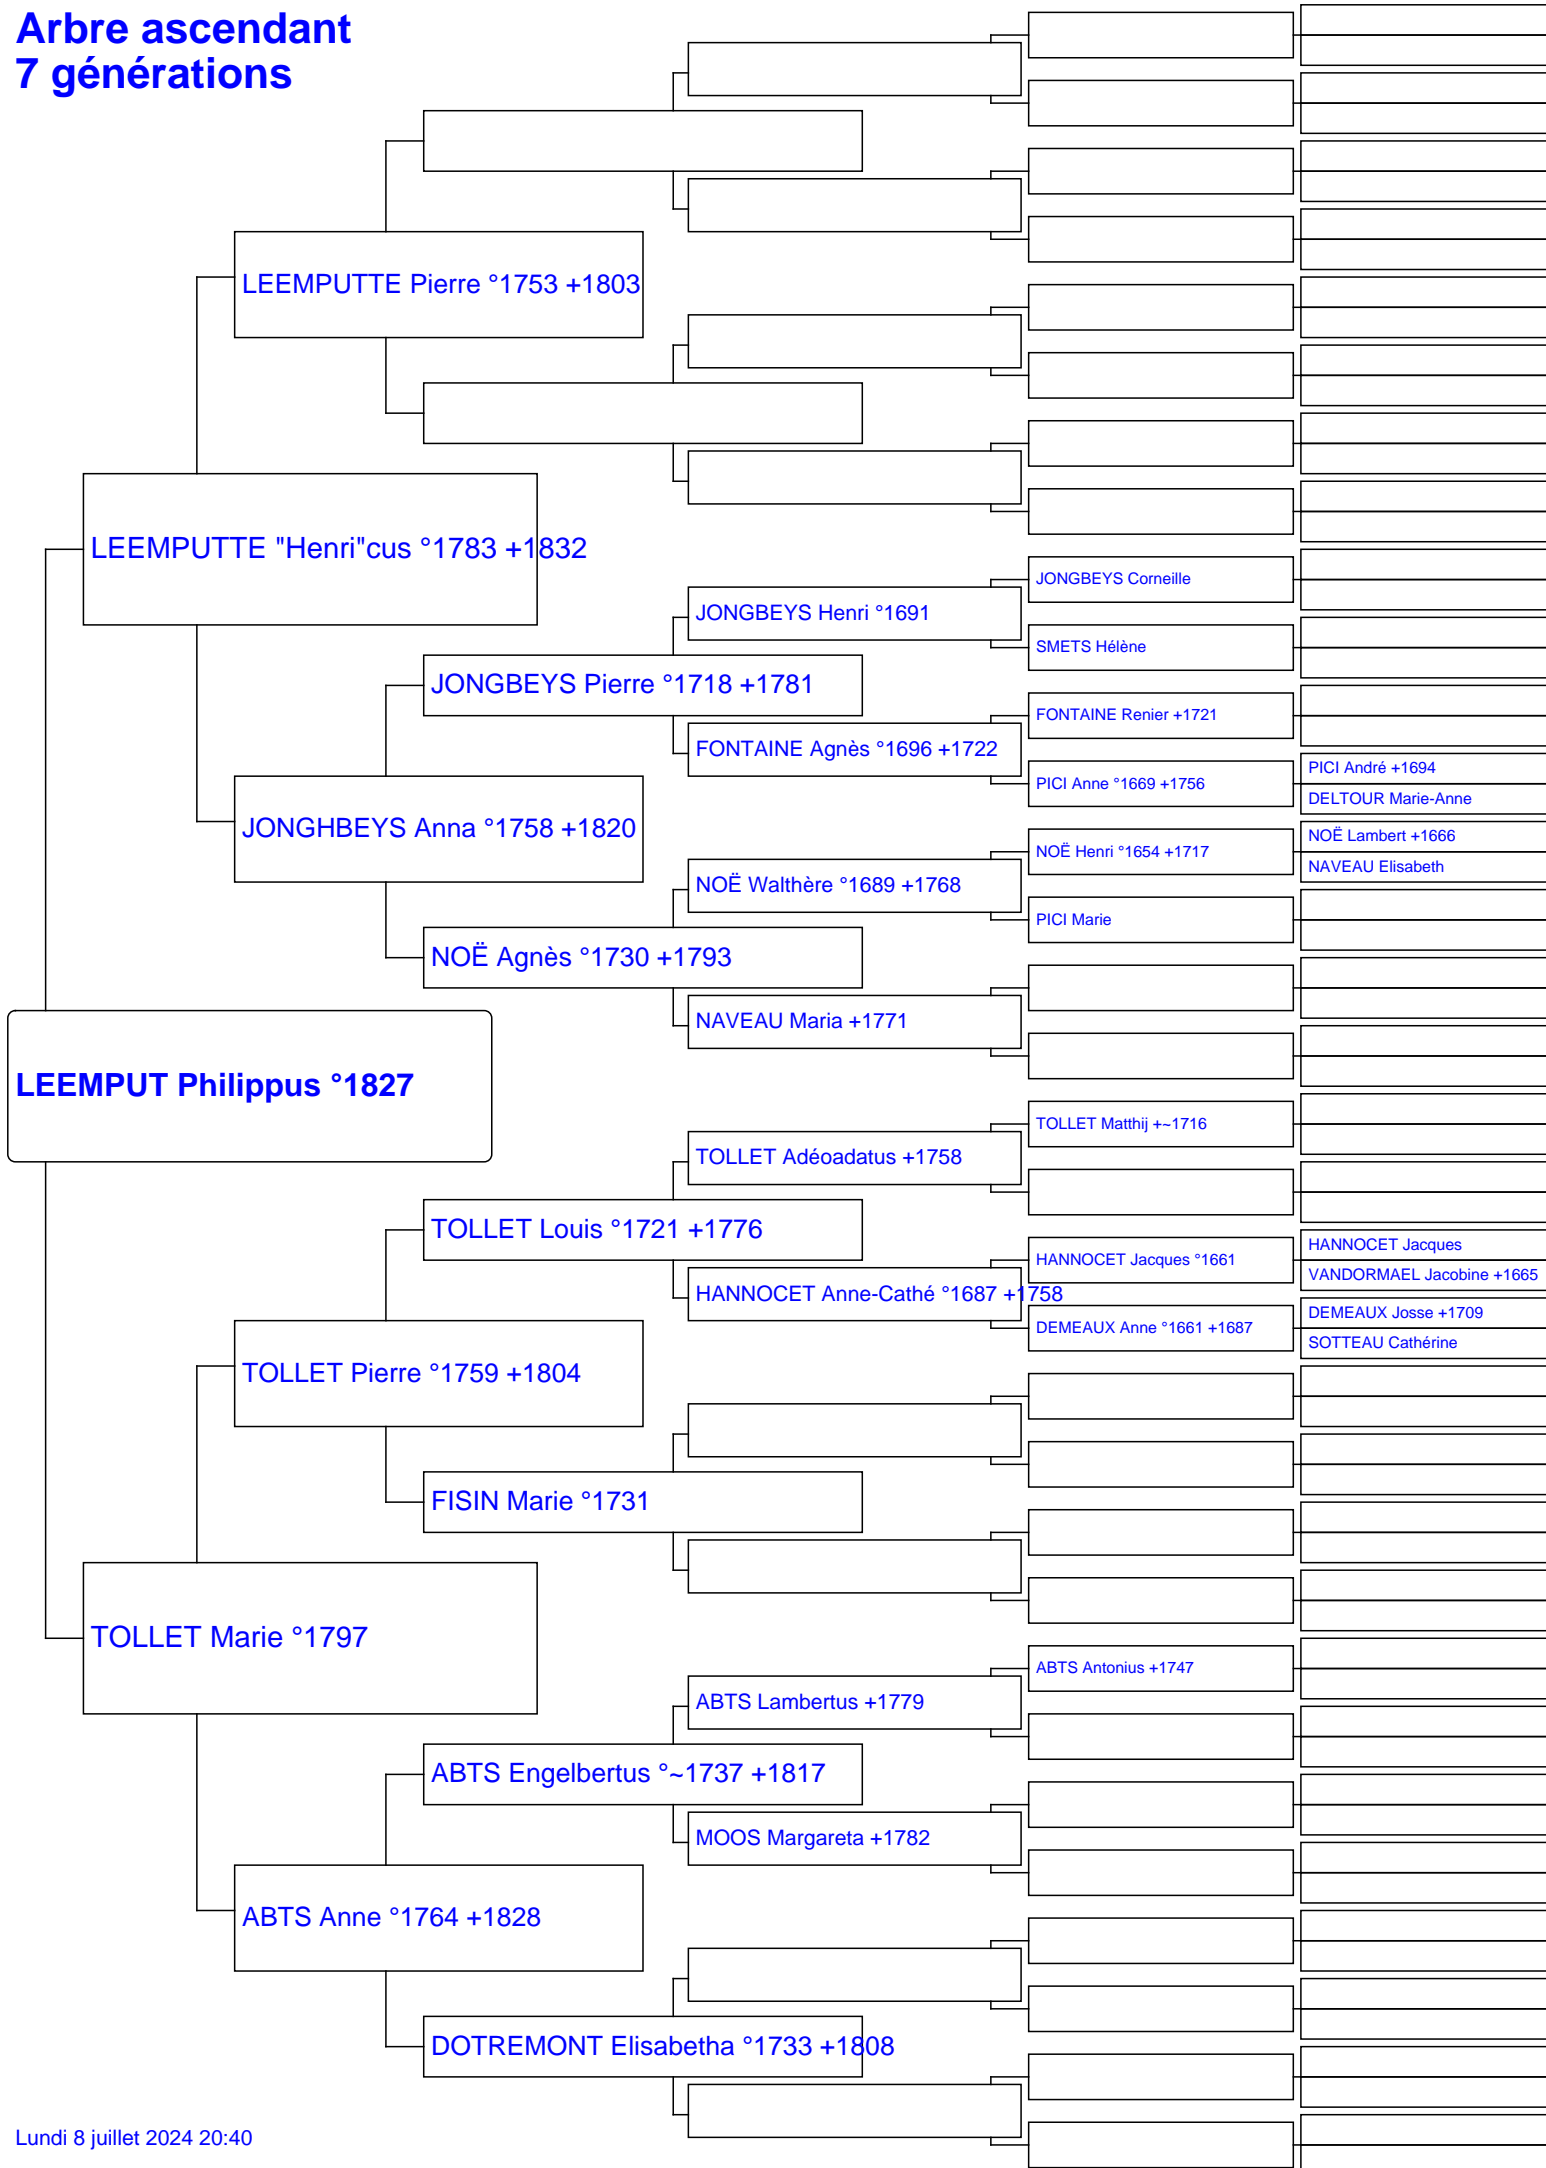 Arbre ascendant
7 générations
LEEMPUTTE Pierre °1753 +1803
LEEMPUTTE "Henri"cus °1783 +1832
JONGBEYS Corneille
JONGBEYS Henri °1691
SMETS Hélène
JONGBEYS Pierre °1718 +1781
FONTAINE Renier +1721
FONTAINE Agnès °1696 +1722
PICI André +1694
PICI Anne °1669 +1756
DELTOUR Marie-Anne
JONGHBEYS Anna °1758 +1820
NOË Lambert +1666
NOË Henri °1654 +1717
NAVEAU Elisabeth
NOË Walthère °1689 +1768
PICI Marie
NOË Agnès °1730 +1793
NAVEAU Maria +1771
LEEMPUT Philippus °1827
TOLLET Matthij +~1716
TOLLET Adéoadatus +1758
TOLLET Louis °1721 +1776
HANNOCET Jacques
HANNOCET Jacques °1661
VANDORMAEL Jacobine +1665
HANNOCET Anne-Cathé °1687 +1758
DEMEAUX Josse +1709
DEMEAUX Anne °1661 +1687
SOTTEAU Cathérine
TOLLET Pierre °1759 +1804
FISIN Marie °1731
TOLLET Marie °1797
ABTS Antonius +1747
ABTS Lambertus +1779
ABTS Engelbertus °~1737 +1817
MOOS Margareta +1782
ABTS Anne °1764 +1828
DOTREMONT Elisabetha °1733 +1808
Lundi 8 juillet 2024 20:40